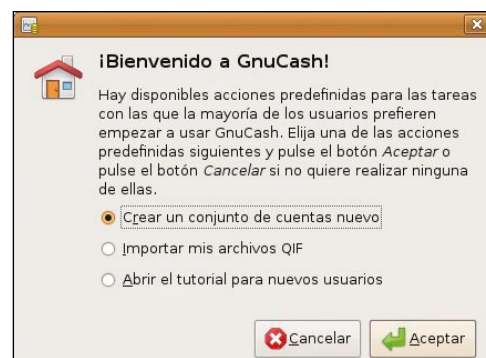 ¡Bienvenido a GnuCash!
Hay disponibles acciones predefinidas para las tareas
con las que la mayoría de los usuarios prefieren
empezar a usar GnuCash. Elija una de las acciones
predefinidas siguientes y pulse el botón Aceptar o
pulse el botón Cancelar si no quiere realizar ninguna
de ellas.
Crear un conjunto de cuentas nuevo
Importar mis archivos QIF
Abrir el tutorial para nuevos usuarios
Cancelar Aceptar